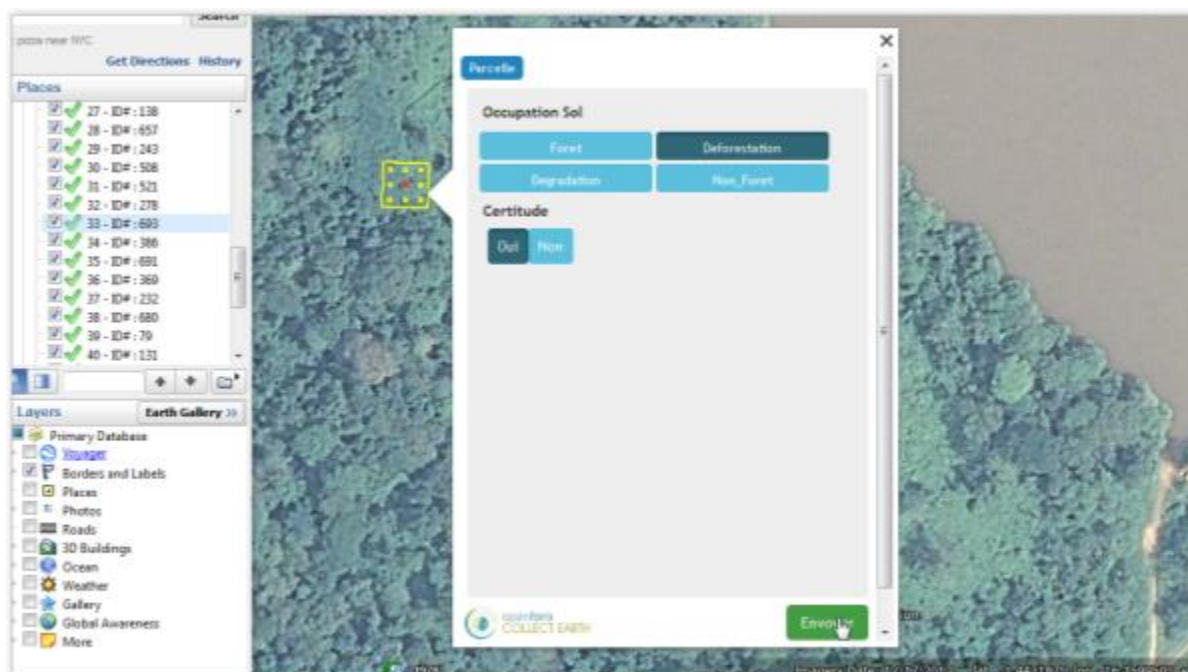 Search
pizza near NYC
Get Directions History
Places
27 - ID# : 138
28 - ID# : 657
29 - ID# : 243
30 - ID# : 508
31 - ID# : 521
32 - ID# : 278
33 - ID# : 693
34 - ID# : 386
35 - ID# : 691
36 - ID# : 369
37 - ID# : 232
38 - ID# : 680
39 - ID# : 79
40 - ID# : 131
Layers Earth Gallery >>
Primary Database
Voyager
Borders and Labels
Places
Photos
Roads
3D Buildings
Ocean
Weather
Gallery
Global Awareness
More
Parcelle
Occupation Sol
Foret Deforestation
Degradation Non_Foret
Certitude
Oui Non
open foris
COLLECT EARTH
Envoyer